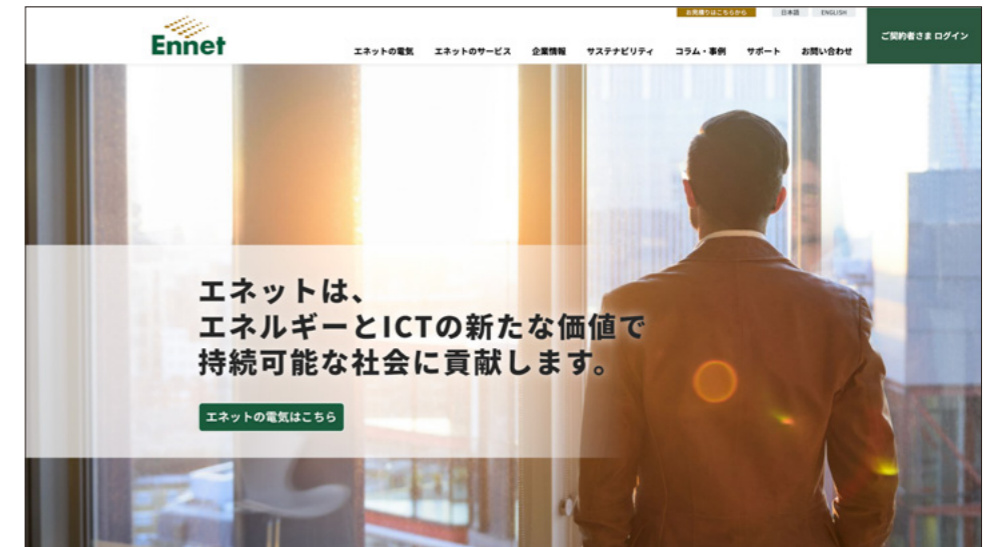 お見積りはこちらから
日本語
ENGLISH
ご契約者さま ログイン
Ennet
エネットの電気
エネットのサービス
企業情報
サステナビリティ
コラム・事例
サポート
お問い合わせ
エネットは、
エネルギーとICTの新たな価値で
持続可能な社会に貢献します。
エネットの電気はこちら